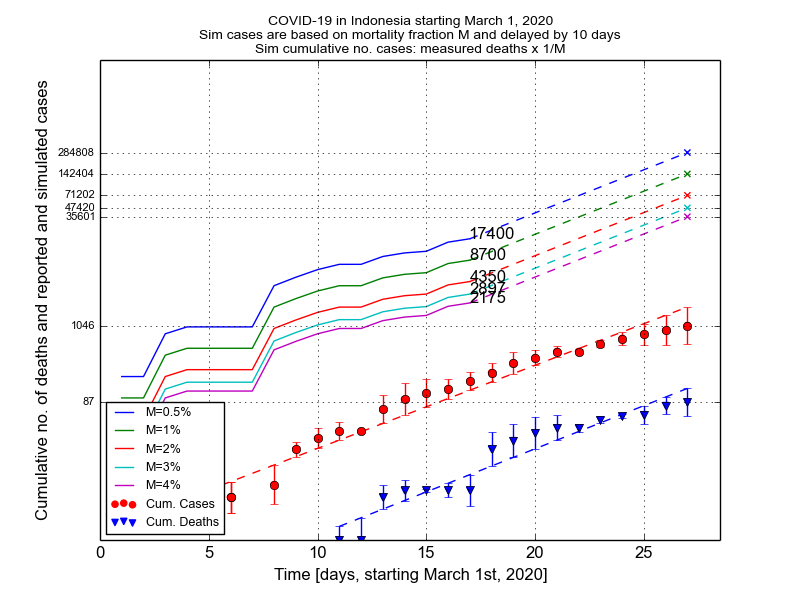 COVID-19 in Indonesia starting March 1, 2020
Sim cases are based on mortality fraction M and delayed by 10 days
Sim cumulative no. cases: measured deaths x 1/M
Cumulative no. of deaths and reported and simulated cases
284808
142404
71202
47420
35601
1046
87
17400
8700
4350
2897
2175
M=0.5%
M=1%
M=2%
M=3%
M=4%
Cum. Cases
Cum. Deaths
0 5 10 15 20 25
Time [days, starting March 1st, 2020]